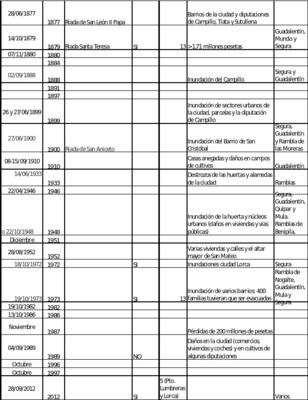 28/06/1877 1877 Riada de San León II Papa Barrios de la ciudad y diputaciones de Campillo, Tiata y Sutullena
14/10/1879 1879 Riada Santa Teresa SI 13 > 1,71 millones pesetas Guadalentín, Mundo y Segura
07/11/1880 1880
1884
02/09/1888 1888 Inundación del Campillo Segura y Guadalentín
1891
1897
26 y 27/06/1899 1899 Inundación de sectores urbanos de la ciudad, parcelas y la diputación de Campillo
27/06/1900 1900 Riada de San Aniceto Inundación del Barrio de San Cristóbal Segura, Guadalentín y Rambla de las Moreras
08-15/09/1910 1910 Casas anegadas y daños en campos de cultivos Guadalentín
14/06/1933 1933 Destrozos de las huertas y alamedas de la ciudad Ramblas
22/04/1946 1946
o 22/10/1948 1948 Inundación de la huerta y núcleos urbanos (daños en viviendas y vías públicas) Segura, Guadalentín, Quípar y Mula. Ramblas de Benipila,
Diciembre 1951
28/08/1952 1952 Varias viviendas y calles y el altar mayor de San Mateo
18/10/1972 1972 SI Inundaciones ciudad Lorca Segura
19/10/1973 1973 SI 13 Inundación de varios barrios; 400 familias tuvieran que ser evacuadas Rambla de Nogalte, Guadalentín, Mula y Segura
19/10/1982 1982
13/10/1986 1986
Noviembre 1987 Pérdidas de 200 millones de pesetas
04/09/1989 1989 NO Daños en la ciudad (comercios, viviendas y coches) y en cultivos de algunas diputaciones
Octubre 1996
Octubre 1997
28/09/2012 2012 SI 5 (Pto. Lumbreras y Lorca) Varios